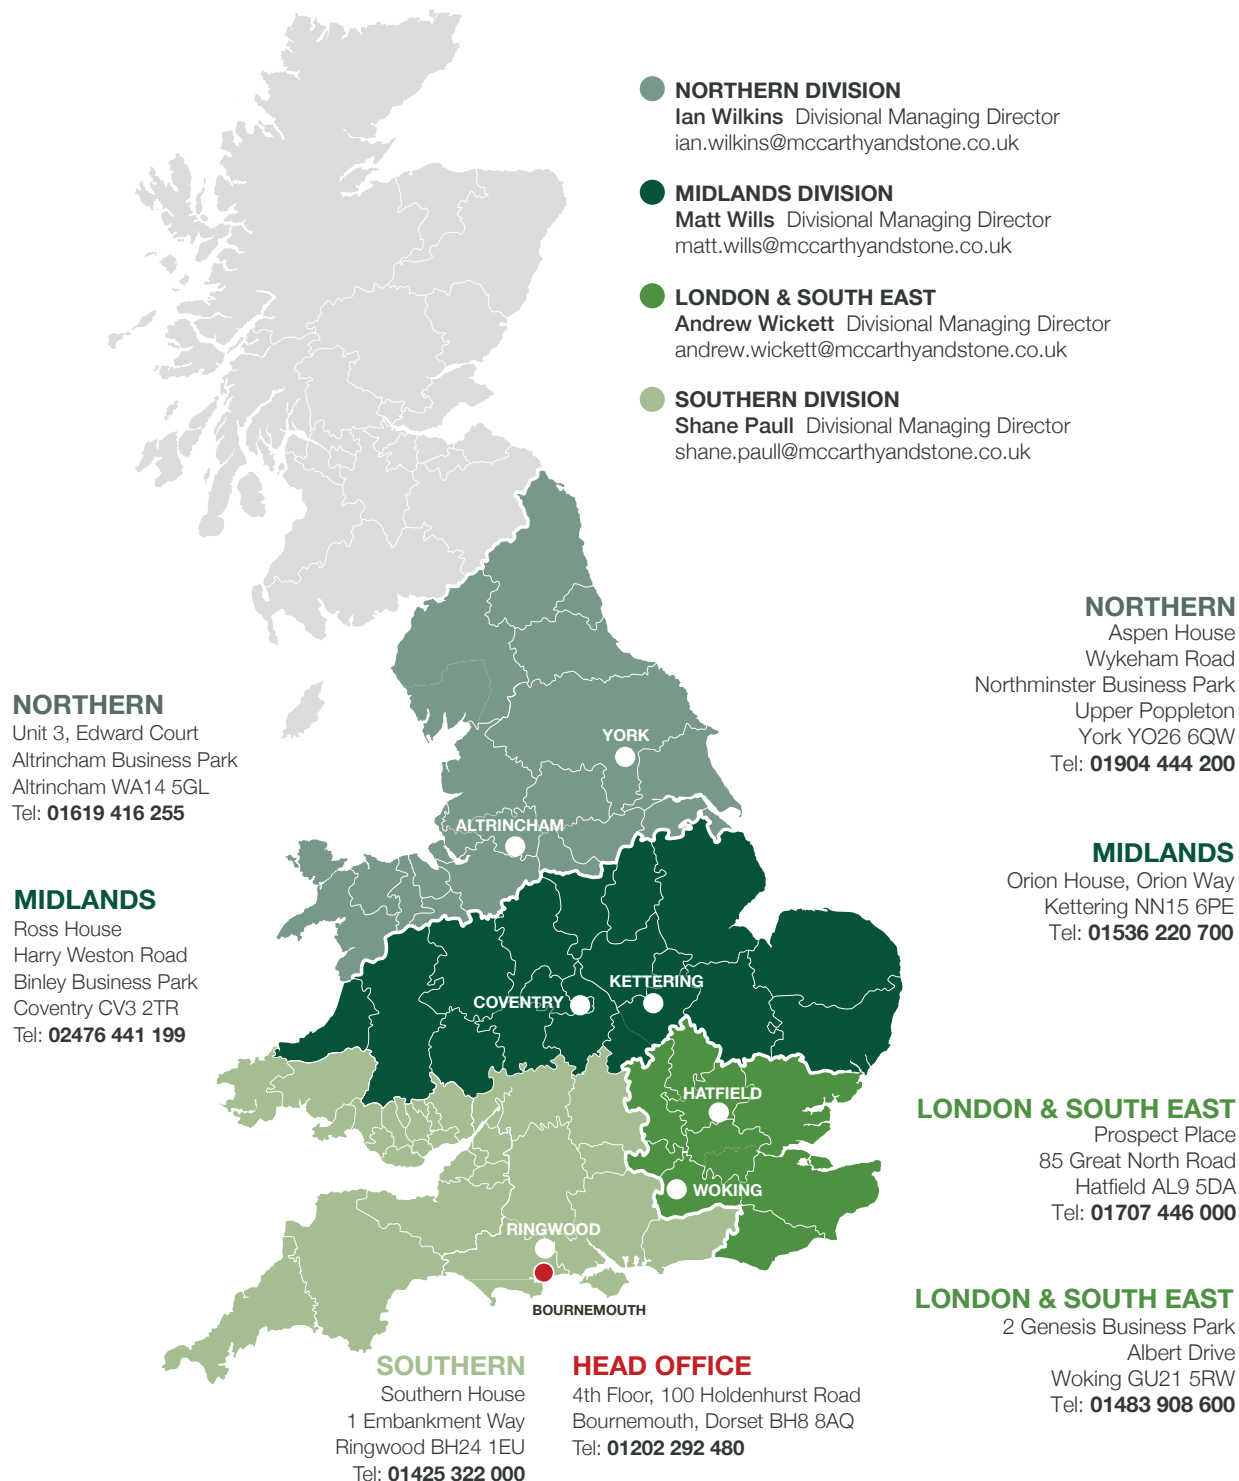 NORTHERN DIVISION
Ian Wilkins Divisional Managing Director
ian.wilkins@mccarthyandstone.co.uk
MIDLANDS DIVISION
Matt Wills Divisional Managing Director
matt.wills@mccarthyandstone.co.uk
LONDON & SOUTH EAST
Andrew Wickett Divisional Managing Director
andrew.wickett@mccarthyandstone.co.uk
SOUTHERN DIVISION
Shane Paull Divisional Managing Director
shane.paull@mccarthyandstone.co.uk
NORTHERN
Unit 3, Edward Court
Altrincham Business Park
Altrincham WA14 5GL
Tel: 01619 416 255
MIDLANDS
Ross House
Harry Weston Road
Binley Business Park
Coventry CV3 2TR
Tel: 02476 441 199
YORK
ALTRINCHAM
KETTERING
COVENTRY
HATFIELD
WOKING
RINGWOOD
BOURNEMOUTH
NORTHERN
Aspen House
Wykeham Road
Northminster Business Park
Upper Poppleton
York YO26 6QW
Tel: 01904 444 200
MIDLANDS
Orion House, Orion Way
Kettering NN15 6PE
Tel: 01536 220 700
LONDON & SOUTH EAST
Prospect Place
85 Great North Road
Hatfield AL9 5DA
Tel: 01707 446 000
LONDON & SOUTH EAST
2 Genesis Business Park
Albert Drive
Woking GU21 5RW
Tel: 01483 908 600
SOUTHERN
Southern House
1 Embankment Way
Ringwood BH24 1EU
Tel: 01425 322 000
HEAD OFFICE
4th Floor, 100 Holdenhurst Road
Bournemouth, Dorset BH8 8AQ
Tel: 01202 292 480